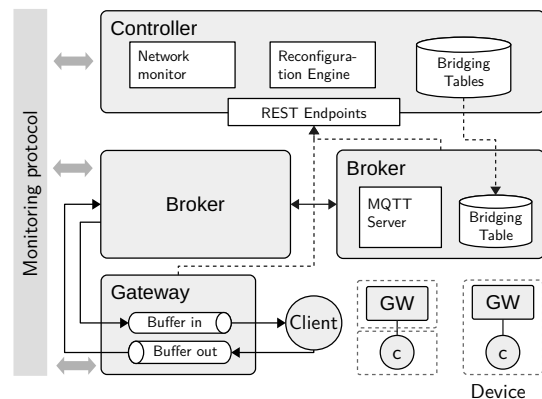 Monitoring protocol
Controller
Network
monitor
Reconfigura-
tion Engine
Bridging
Tables
REST Endpoints
Broker
Broker
MQTT
Server
Bridging
Table
Gateway
Buffer in
Buffer out
Client
GW
c
GW
c
Device